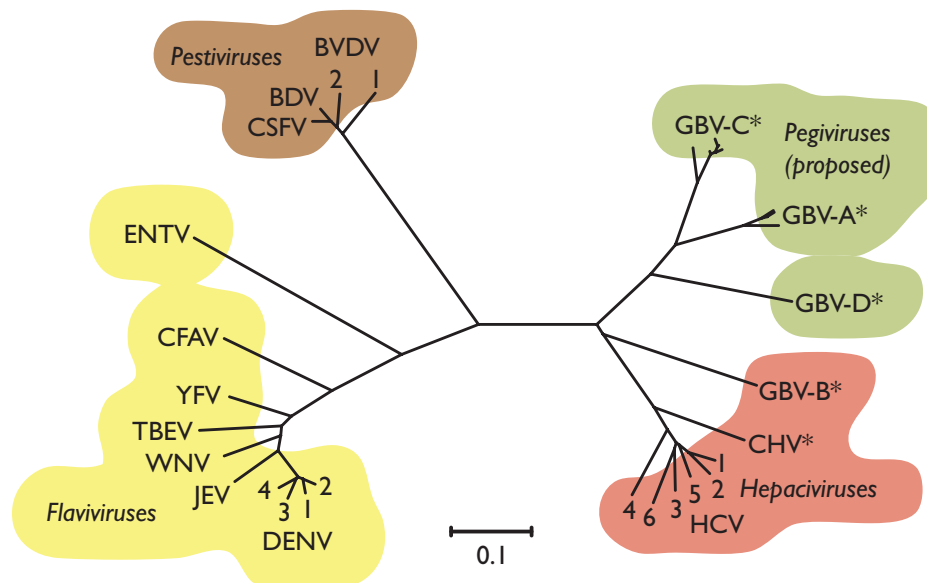 Pestiviruses
BVDV
2 1
BDV
CSFV
GBV-C*
Pegiviruses
(proposed)
GBV-A*
GBV-D*
ENTV
CFAV
YFV
TBEV
WNV
JEV
4 3 1 2
DENV
Flaviviruses
GBV-B*
CHV*
4 6 3 5 2 1
HCV
Hepaciviruses
0.1